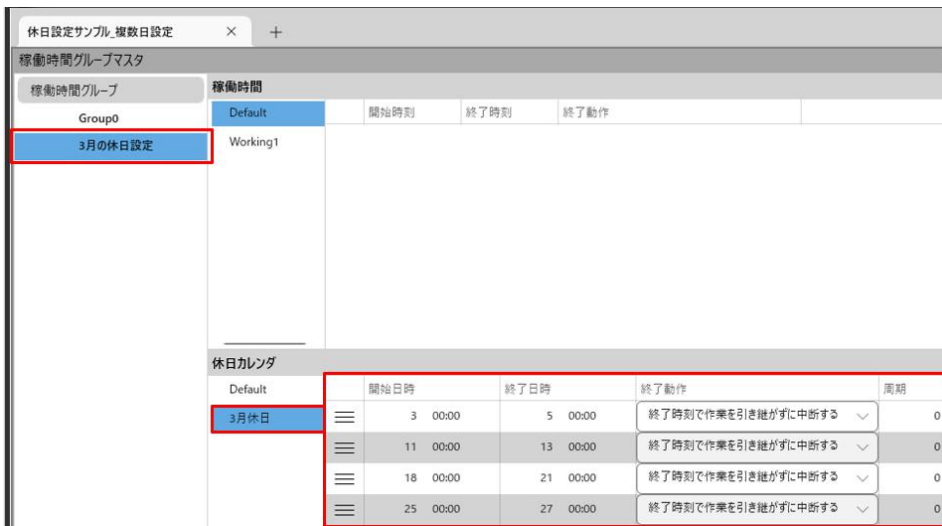 休日設定サンプル_複数日設定 × +
稼働時間グループマスタ
稼働時間グループ
Group0
3月の休日設定
稼働時間
Default
Working1
開始時刻 終了時刻 終了動作
休日カレンダ
Default
3月休日
開始日時 終了日時 終了動作 周期
3 00:00 5 00:00 終了時刻で作業を引き継がずに中断する 0
11 00:00 13 00:00 終了時刻で作業を引き継がずに中断する 0
18 00:00 21 00:00 終了時刻で作業を引き継がずに中断する 0
25 00:00 27 00:00 終了時刻で作業を引き継がずに中断する 0